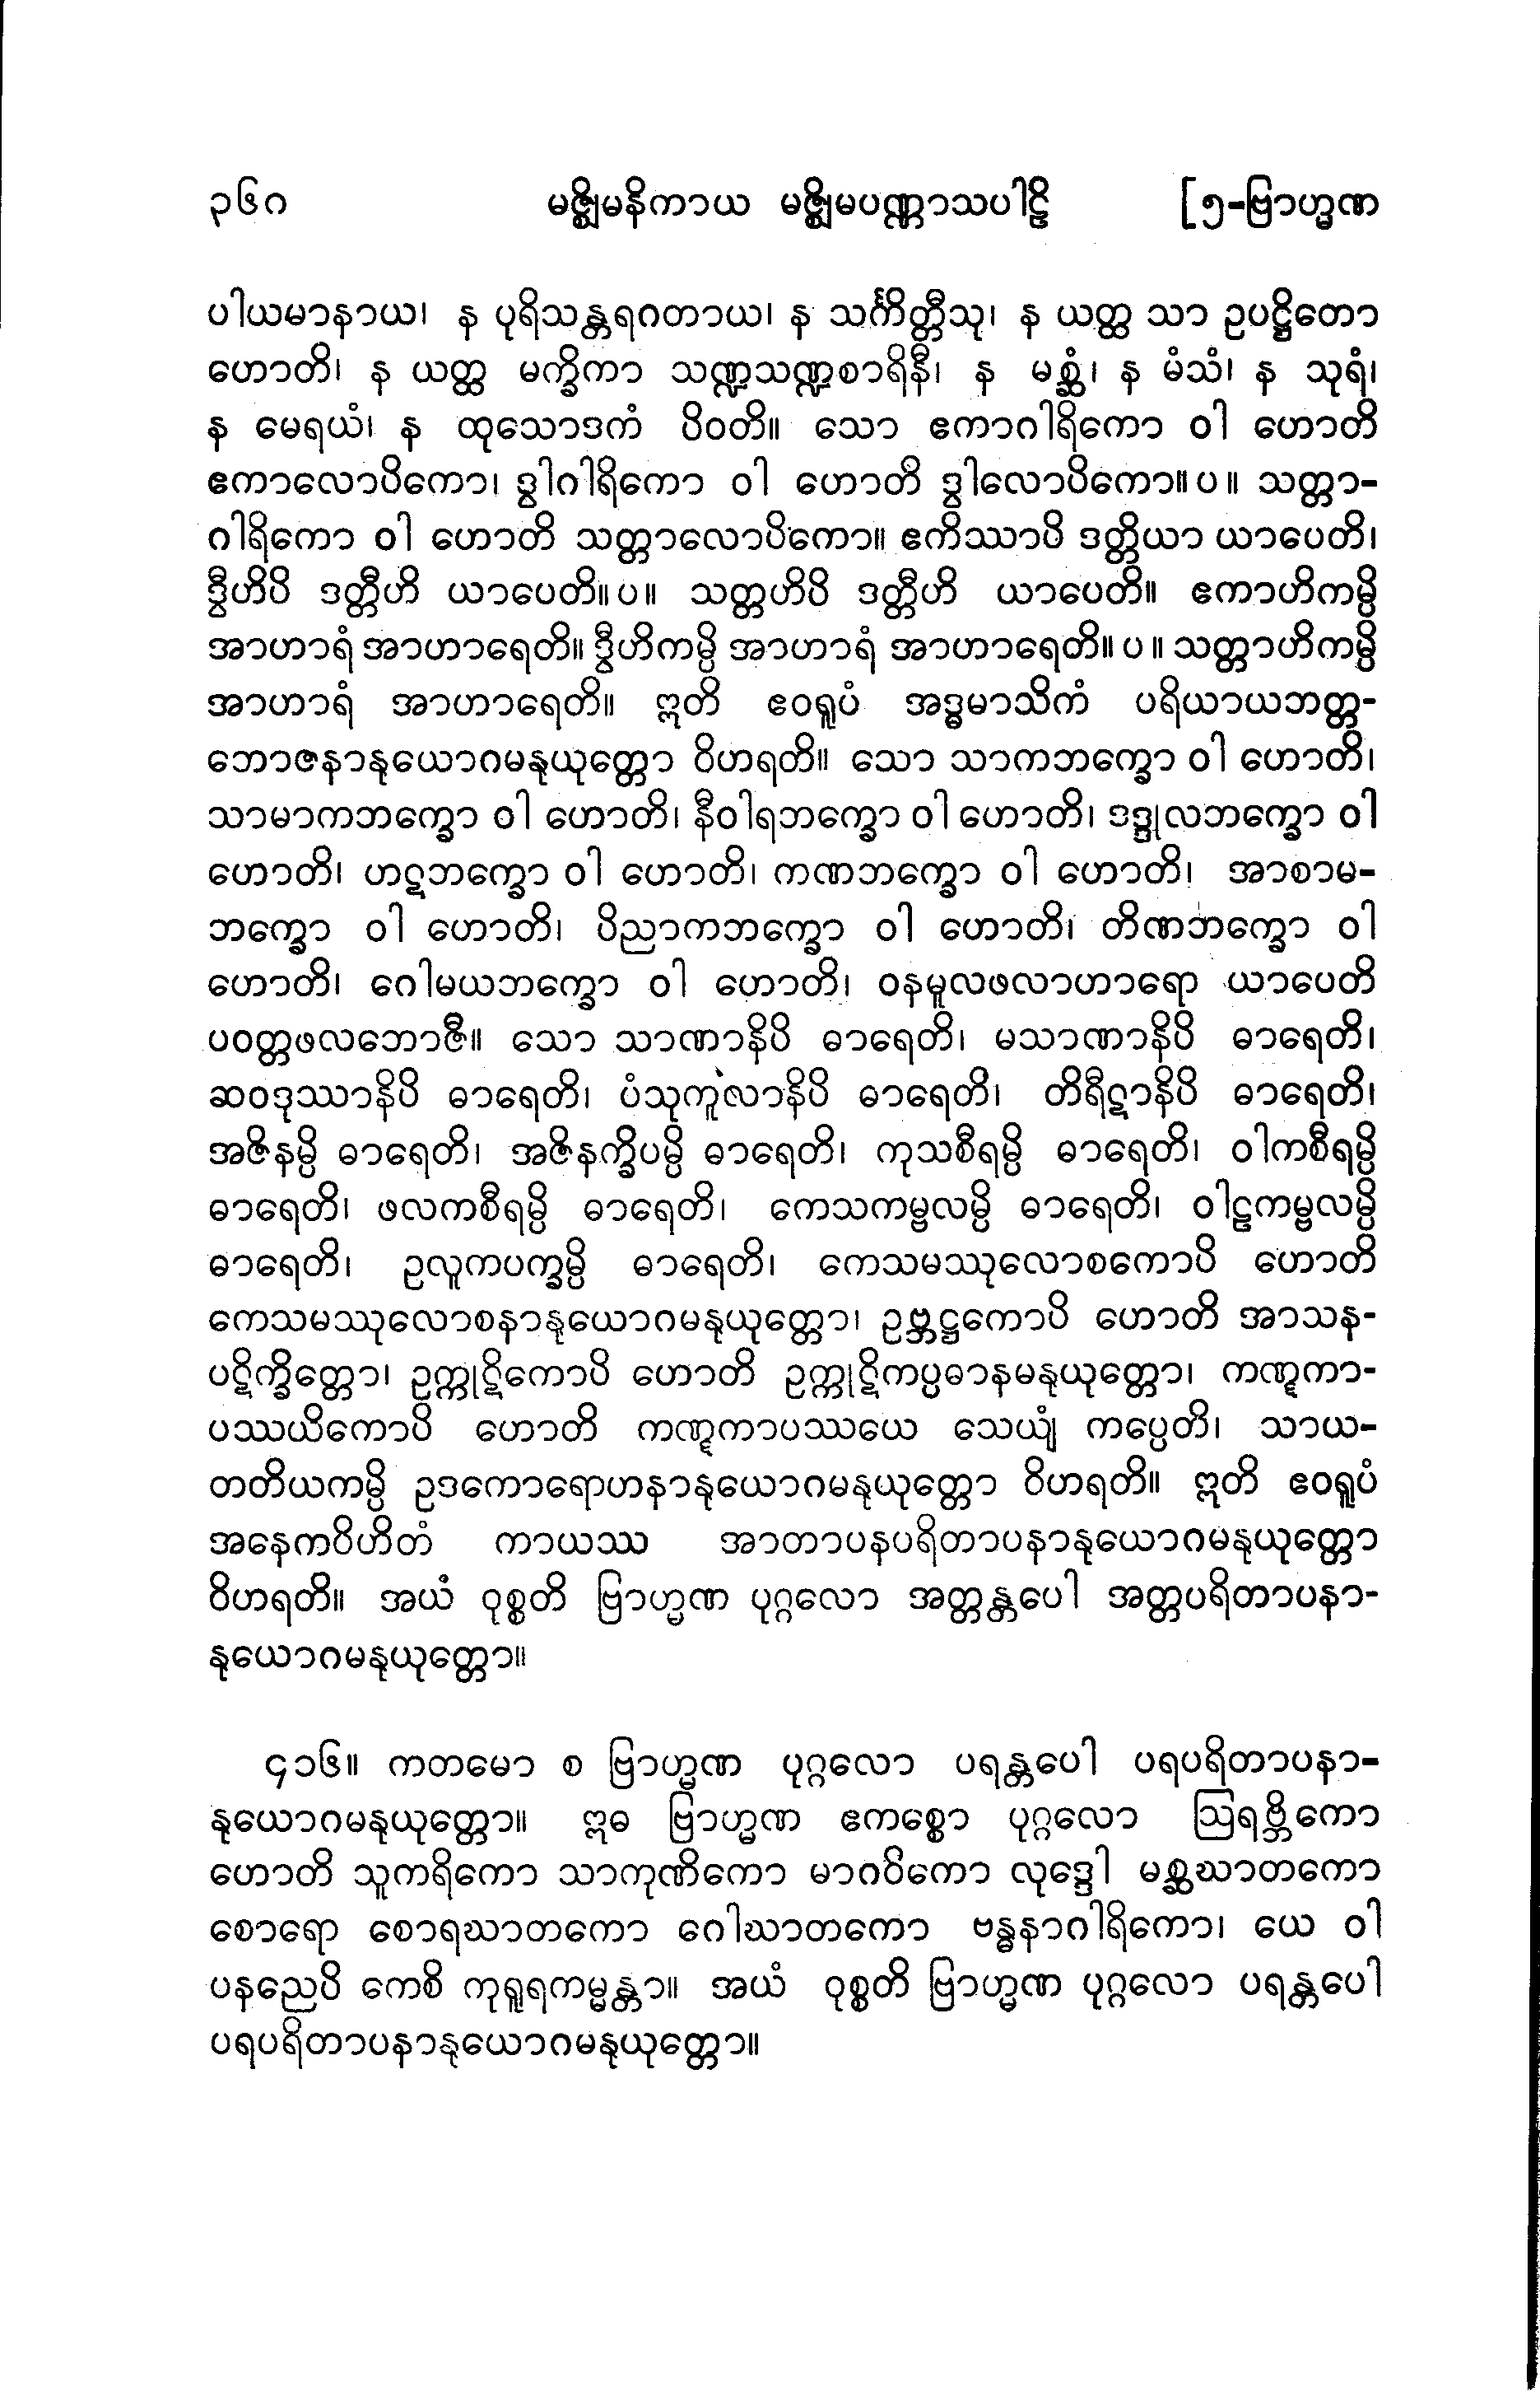 ၃၆ဂ မဇ္ဈိမနိကာယ မဇ္ဈိမပဏ္ဏာသပါဠိ [၅-ဗြာဟ္မဏ
ပါယမာနာယ၊ န ပုရိသန္တရဂတာယ၊ န သင်္ကိတ္တီသု၊ န ယတ္ထ သာ ဥပဋ္ဌိတော
ဟောတိ၊ န ယတ္ထ မက္ခိကာ သဏ္ဍသဏ္ဍစာရိနီ၊ န မစ္ဆံ၊ န မံသံ၊ န သုရံ၊
န မေရယံ၊ န ထုသောဒကံ ပိဝတိ။ သော ဧကာဂါရိကော ဝါ ဟောတိ
ဧကာလောပိကော၊ ဒွါဂါရိကော ဝါ ဟောတိ ဒွါလောပိကော။ပ။ သတ္တာ-
ဂါရိကော ဝါ ဟောတိ သတ္တာလောပိကော။ ဧကိဿာပိ ဒတ္တိယာ ယာပေတိ၊
ဒွီဟိပိ ဒတ္တီဟိ ယာပေတိ။ပ။ သတ္တဟိပိ ဒတ္တီဟိ ယာပေတိ။ ဧကာဟိကမ္ပိ
အာဟာရံ အာဟာရေတိ။ ဒွီဟိကမ္ပိ အာဟာရံ အာဟာရေတိ။ပ။ သတ္တာဟိကမ္ပိ
အာဟာရံ အာဟာရေတိ။ ဣတိ ဧဝရူပံ အဒ္ဓမာသိကံ ပရိယာယဘတ္တ-
ဘောဇနာနုယောဂမနုယုတ္တော ဝိဟရတိ။ သော သာကဘက္ခော ဝါ ဟောတိ၊
သာမာကဘက္ခော ဝါ ဟောတိ၊ နီဝါရဘက္ခော ဝါ ဟောတိ၊ ဒဒ္ဒုလဘက္ခော ဝါ
ဟောတိ၊ ဟဋဘက္ခော ဝါ ဟောတိ၊ ကဏဘက္ခော ဝါ ဟောတိ၊ အာစာမ-
ဘက္ခော ဝါ ဟောတိ၊ ပိညာကဘက္ခော ဝါ ဟောတိ၊ တိဏဘက္ခော ဝါ
ဟောတိ၊ ဂေါမယဘက္ခော ဝါ ဟောတိ၊ ဝနမူလဖလာဟာရော ယာပေတိ
ပဝတ္တဖလဘောဇီ။ သော သာဏာနိပိ ဓာရေတိ၊ မသာဏာနိပိ ဓာရေတိ၊
ဆဝဒုဿာနိပိ ဓာရေတိ၊ ပံသုကူလာနိပိ ဓာရေတိ၊ တိရီဋာနိပိ ဓာရေတိ၊
အဇိနမ္ပိ ဓာရေတိ၊ အဇိနက္ခိပမ္ပိ ဓာရေတိ၊ ကုသစီရမ္ပိ ဓာရေတိ၊ ဝါကစီရမ္ပိ
ဓာရေတိ၊ ဖလကစီရမ္ပိ ဓာရေတိ၊ ကေသကမ္ဗလမ္ပိ ဓာရေတိ၊ ဝါဠကမ္ဗလမ္ပိ
ဓာရေတိ၊ ဥလူကပက္ခမ္ပိ ဓာရေတိ၊ ကေသမဿုလောစကောပိ ဟောတိ
ကေသမဿုလောစနာနုယောဂမနုယုတ္တော၊ ဥဗ္ဘဋ္ဌကောပိ ဟောတိ အာသန-
ပဋိက္ခိတ္တော၊ ဥက္ကုဋိကောပိ ဟောတိ ဥက္ကုဋိကပ္ပဓာနမနုယုတ္တော၊ ကဏ္ဋကာ-
ပဿယိကောပိ ဟောတိ ကဏ္ဋကာပဿယေ သေယျံ ကပ္ပေတိ၊ သာယ-
တတိယကမ္ပိ ဥဒကောရောဟနာနုယောဂမနုယုတ္တော ဝိဟရတိ။ ဣတိ ဧဝရူပံ
အနေကဝိဟိတံ ကာယဿ အာတာပနပရိတာပနာနုယောဂမနုယုတ္တော
ဝိဟရတိ။ အယံ ဝုစ္စတိ ဗြာဟ္မဏ ပုဂ္ဂလော အတ္တန္တပေါ အတ္တပရိတာပနာ-
နုယောဂမနုယုတ္တော။
၄၁၆။ ကတမော စ ဗြာဟ္မဏ ပုဂ္ဂလော ပရန္တပေါ ပရပရိတာပနာ-
နုယောဂမနုယုတ္တော။ ဣဓ ဗြာဟ္မဏ ဧကစ္စော ပုဂ္ဂလော ဩရဗ္ဘိကော
ဟောတိ သူကရိကော သာကုဏိကော မာဂဝိကော လုဒ္ဒေါ မစ္ဆဃာတကော
စောရော စောရဃာတကော ဂေါဃာတကော ဗန္ဓနာဂါရိကော၊ ယေ ဝါ
ပနညေပိ ကေစိ ကုရူရကမ္မန္တာ။ အယံ ဝုစ္စတိ ဗြာဟ္မဏ ပုဂ္ဂလော ပရန္တပေါ
ပရပရိတာပနာနုယောဂမနုယုတ္တော။